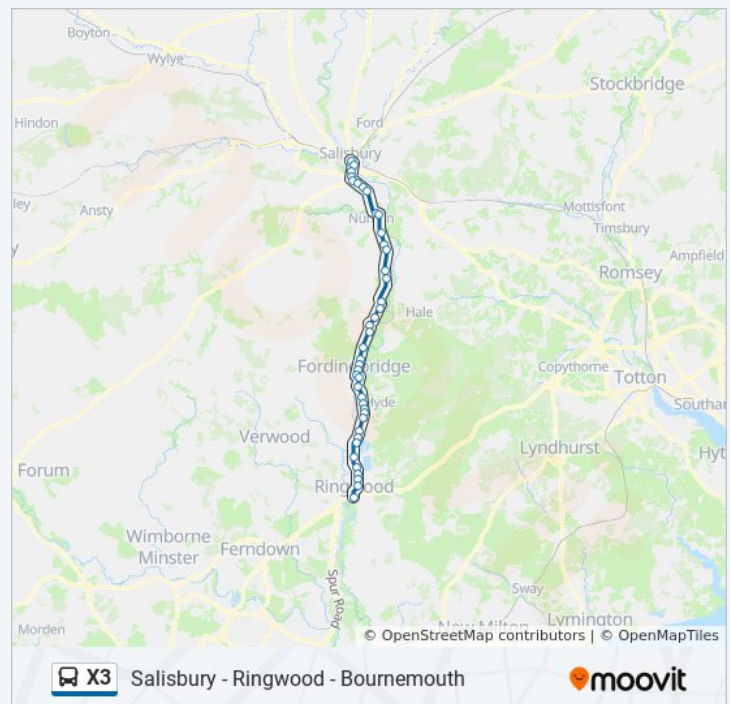 Boyton
Wylye
Stockbridge
Hindon
Ford
Salisbury
ley
Ansty
Mottisfont
Timsbury
y
Ampfield
Romsey
Hale
Fordingbridge
Copythorne
Totton
Hyde
Southam
Verwood
Lyndhurst
Hyt
Forum
Ringwood
Wimborne
Minster
Ferndown
Spur Road
Sway
Lymington
New Milton
Morden
© OpenStreetMap contributors | © OpenMapTiles
X3 Salisbury - Ringwood - Bournemouth
moovit